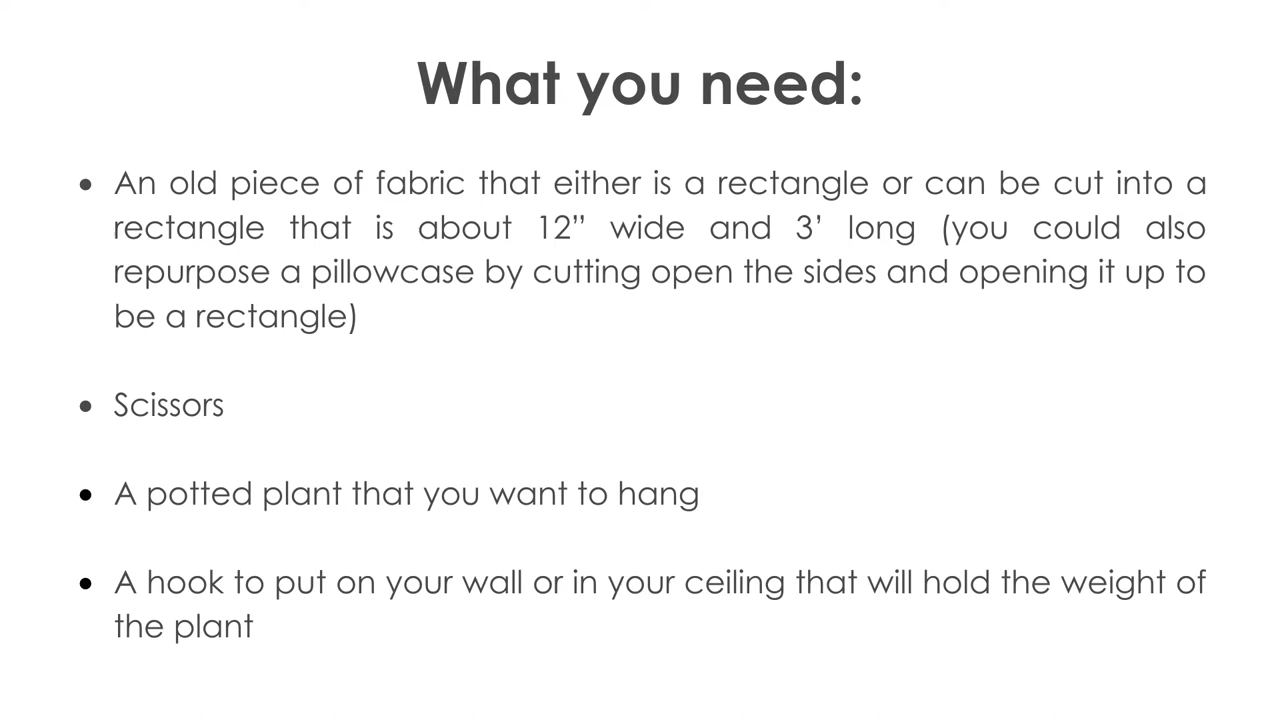 What you need:
• An old piece of fabric that either is a rectangle or can be cut into a
rectangle that is about 12” wide and 3’ long (you could also
repurpose a pillowcase by cutting open the sides and opening it up to
be a rectangle)
• Scissors
• A potted plant that you want to hang
• A hook to put on your wall or in your ceiling that will hold the weight of
the plant